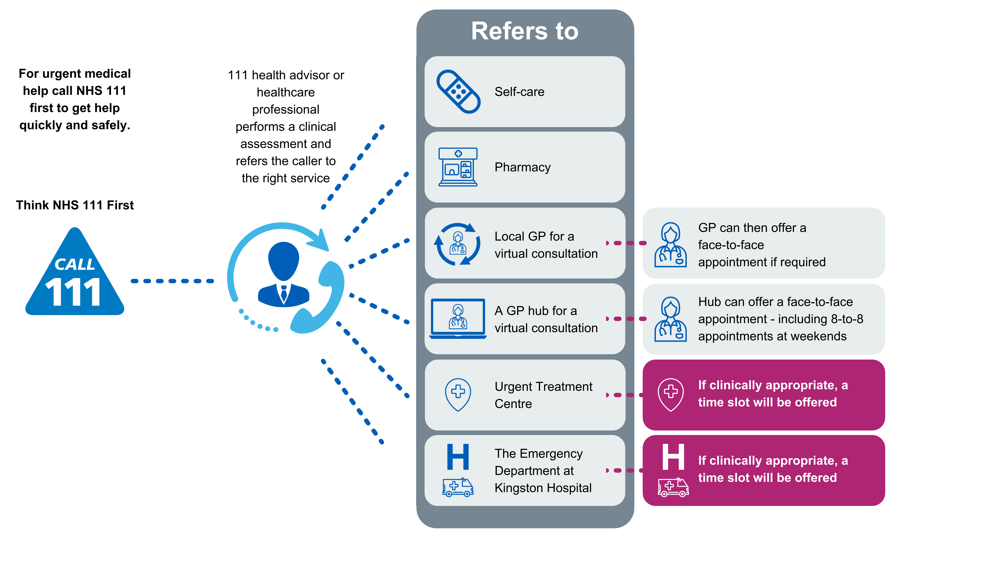 For urgent medical
help call NHS 111
first to get help
quickly and safely.
Think NHS 111 First
CALL
111
111 health advisor or
healthcare
professional
performs a clinical
assessment and
refers the caller to
the right service
Refers to
Self-care
Pharmacy
Local GP for a
virtual consultation
GP can then offer a
face-to-face
appointment if required
A GP hub for a
virtual consultation
Hub can offer a face-to-face
appointment - including 8-to-8
appointments at weekends
Urgent Treatment
Centre
If clinically appropriate, a
time slot will be offered
H
The Emergency
Department at
Kingston Hospital
H
If clinically appropriate, a
time slot will be offered